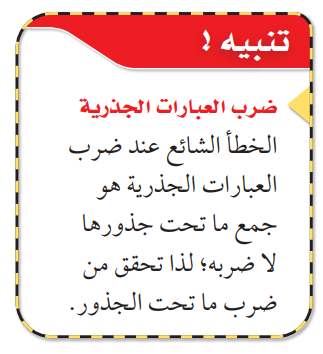 تنبيه !
ضرب العبارات الجذرية
الخطأ الشائع عند ضرب
العبارات الجذرية هو
جمع ما تحت جذورها
لا ضربه؛ لذا تحقق من
ضرب ما تحت الجذور.